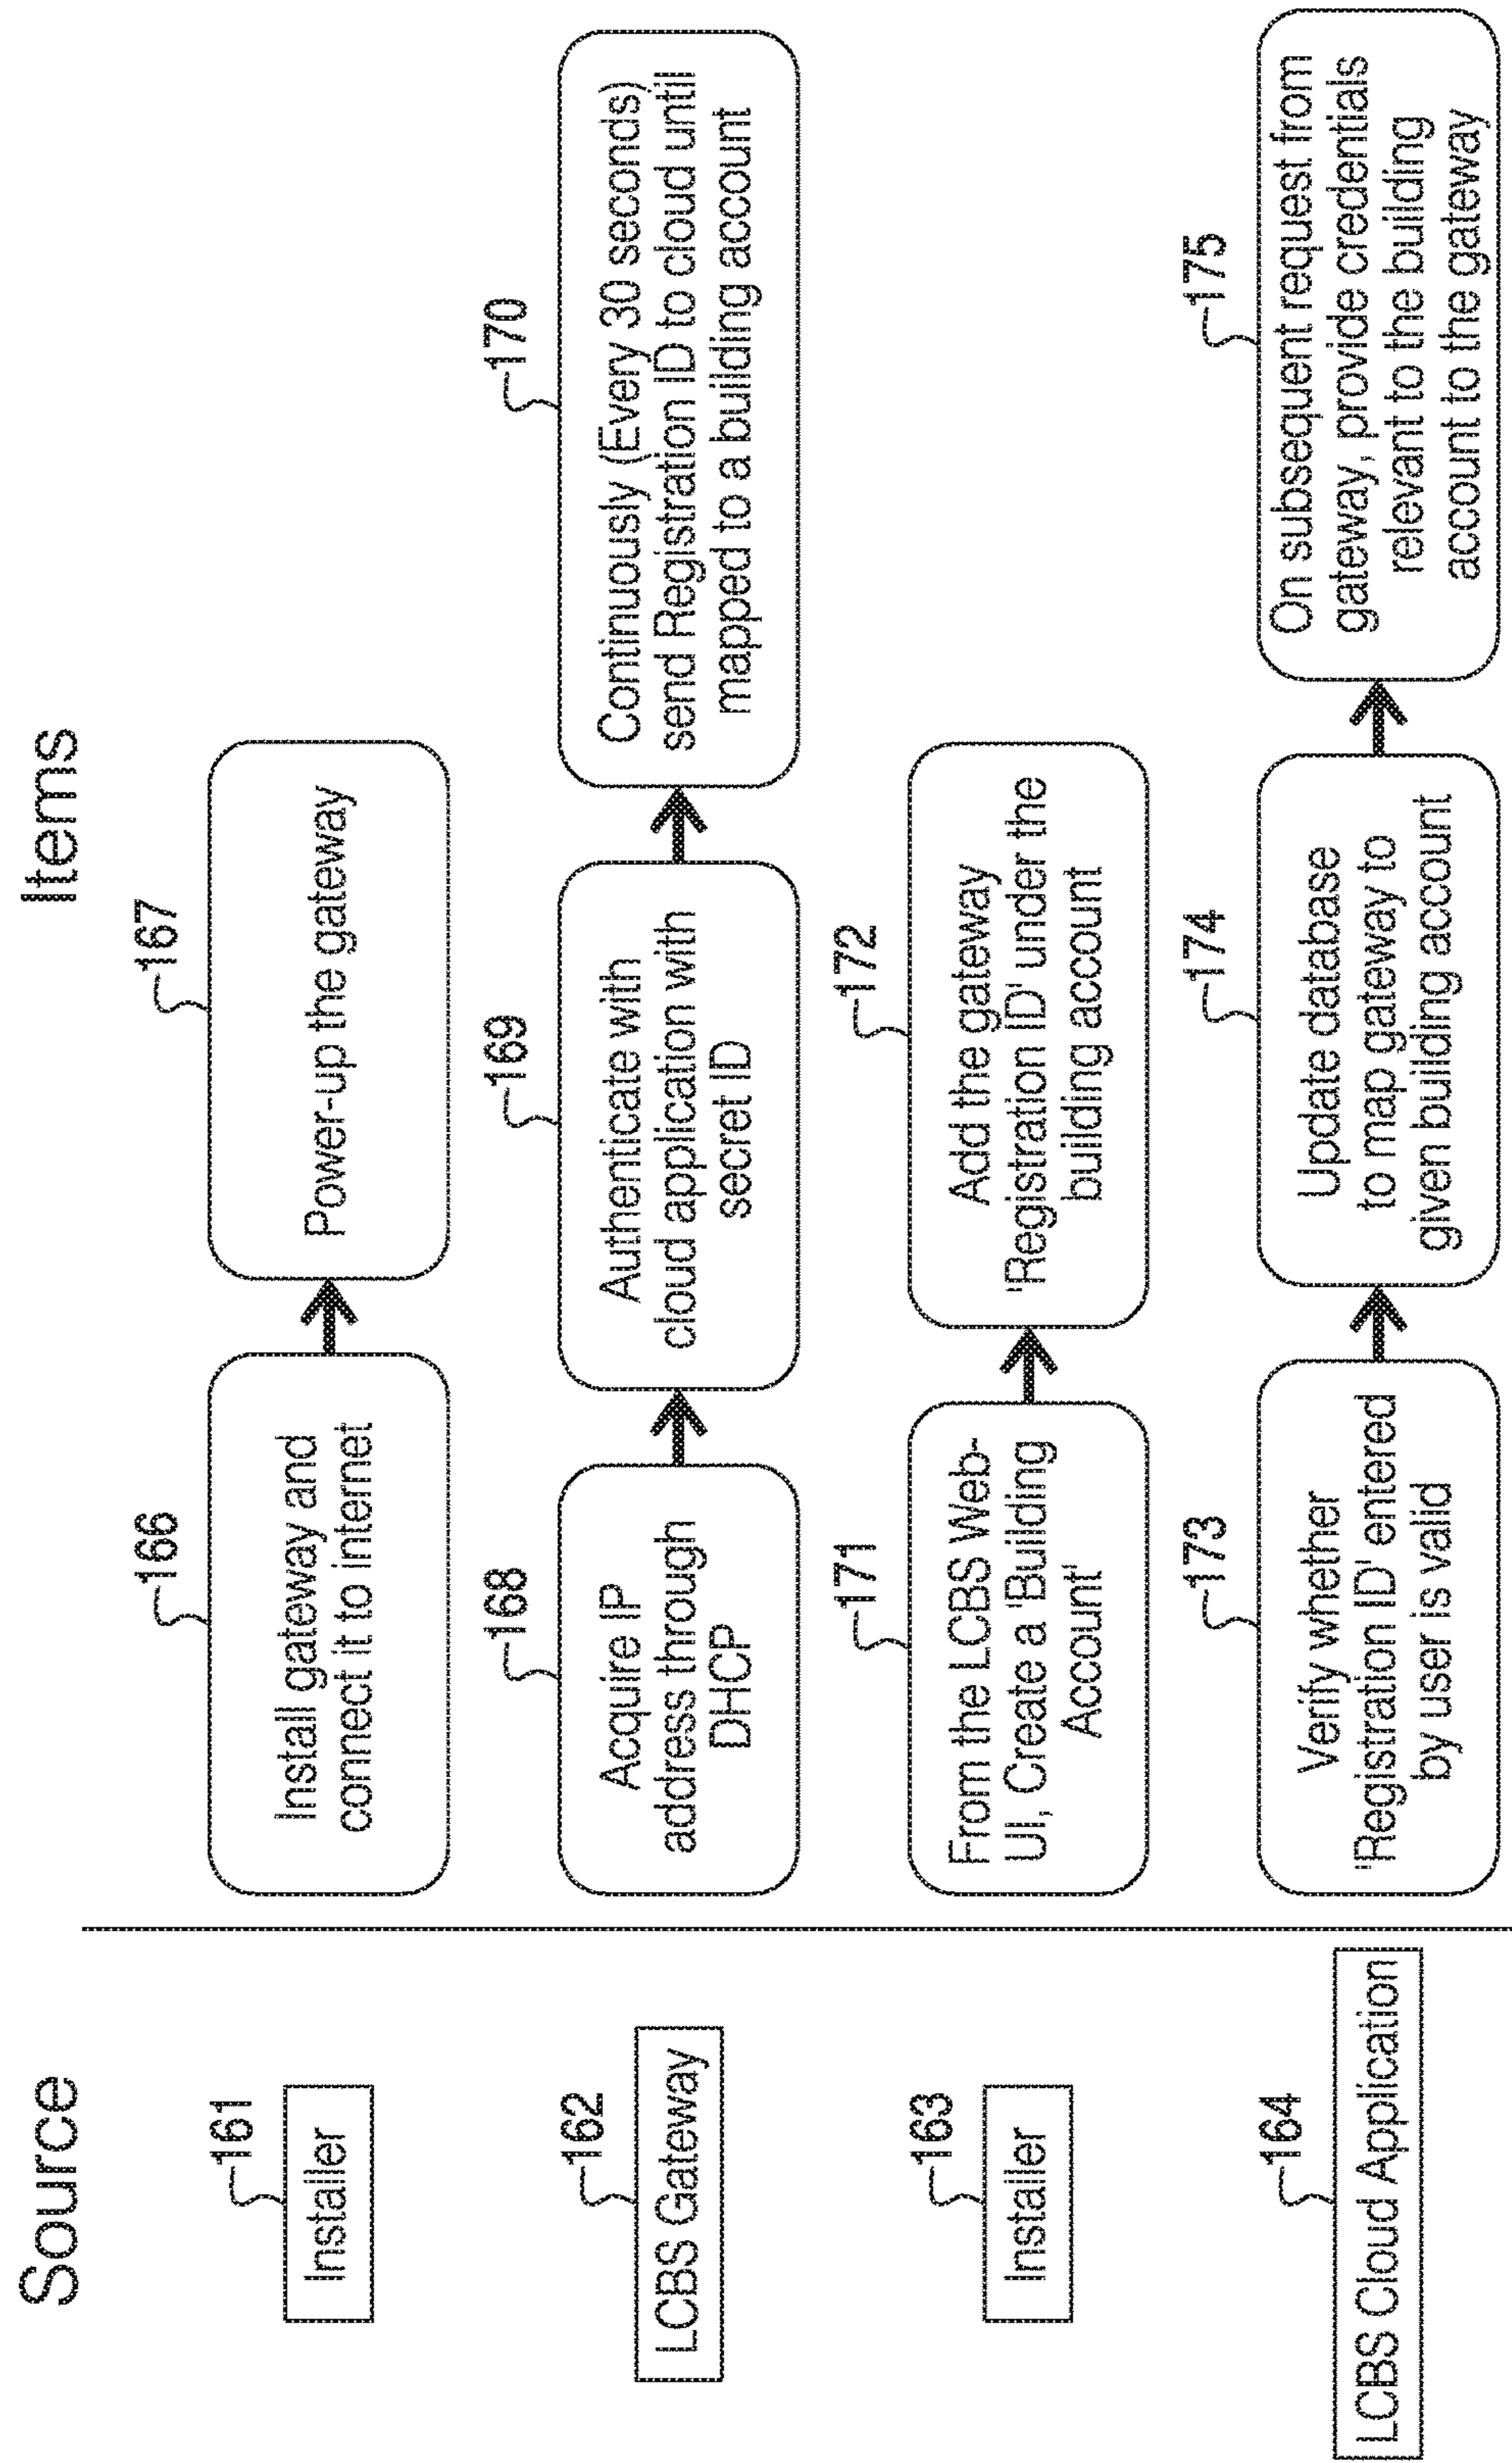 Source
Items
161
Installer
166
Install gateway and
connect it to internet
167
Power-up the gateway
162
LCBS Gateway
168
Acquire IP
address through
DHCP
169
Authenticate with
cloud application with
secret ID
170
Continuously (Every 30 seconds)
send Registration ID to cloud until
mapped to a building account
163
Installer
171
From the LCBS Web-
UI, Create a 'Building
Account'
172
Add the gateway
'Registration ID' under the
building account
164
LCBS Cloud Application
173
Verify whether
'Registration ID' entered
by user is valid
174
Update database
to map gateway to
given building account
175
On subsequent request from
gateway, provide credentials
relevant to the building
account to the gateway